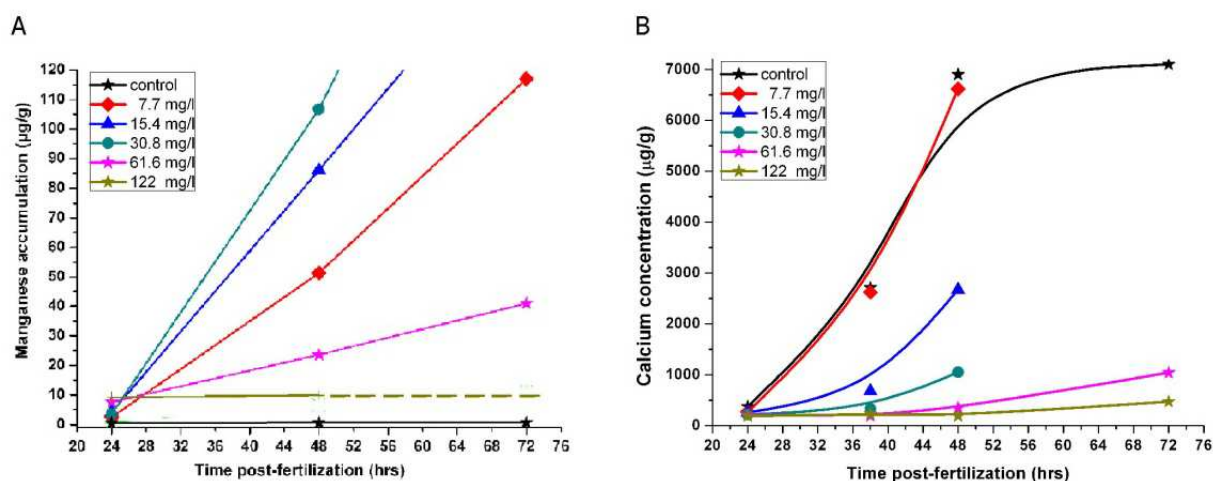 A
Manganese accumulation (µg/g)
120
110
100
90
80
70
60
50
40
30
20
10
0
control
7.7 mg/l
15.4 mg/l
30.8 mg/l
61.6 mg/l
122 mg/l
20 24 28 32 36 40 44 48 52 56 60 64 68 72 76
Time post-fertilization (hrs)
B
Calcium concentration (µg/g)
7000
6000
5000
4000
3000
2000
1000
0
control
7.7 mg/l
15.4 mg/l
30.8 mg/l
61.6 mg/l
122 mg/l
20 24 28 32 36 40 44 48 52 56 60 64 68 72 76
Time post-fertilization (hrs)